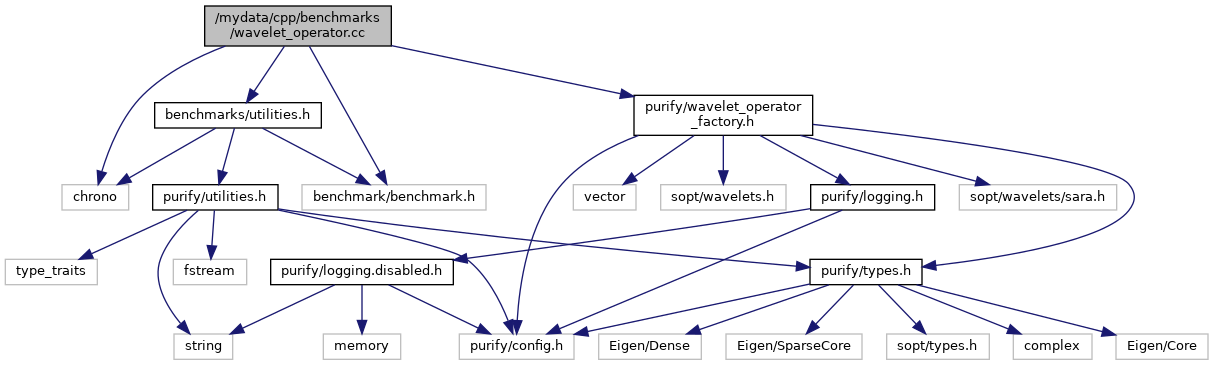 /mydata/cpp/benchmarks
/wavelet_operator.cc
purify/wavelet_operator
_factory.h
benchmarks/utilities.h
chrono
purify/utilities.h
benchmark/benchmark.h
vector
sopt/wavelets.h
purify/logging.h
sopt/wavelets/sara.h
type_traits
fstream
purify/logging.disabled.h
purify/types.h
string
memory
purify/config.h
Eigen/Dense
Eigen/SparseCore
sopt/types.h
complex
Eigen/Core